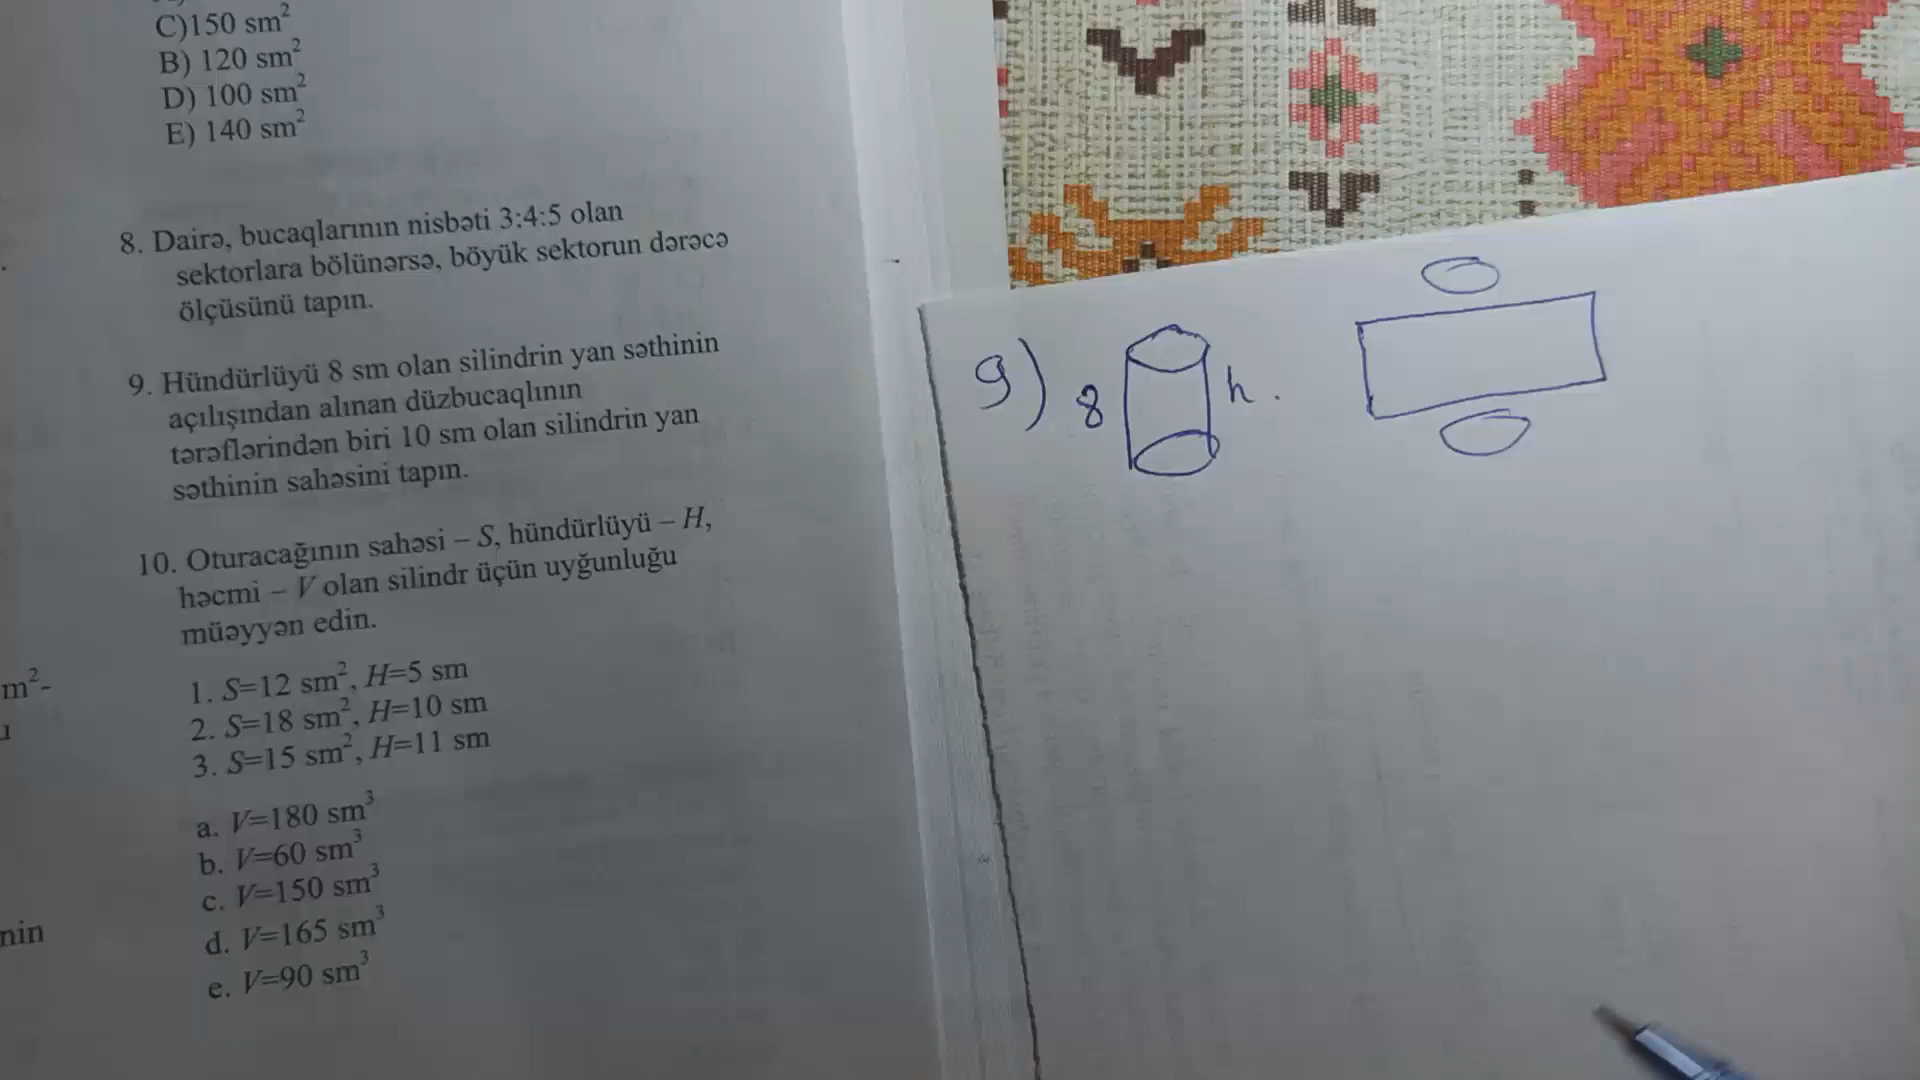 C)150 sm²
B) 120 sm²
D) 100 sm²
E) 140 sm²
8. Dairə, bucaqlarının nisbəti 3:4:5 olan
sektorlara bölünərsə, böyük sektorun dərəcə
ölçüsünü tapın.
9. Hündürlüyü 8 sm olan silindrin yan səthinin
açılışından alınan düzbucaqlının
tərəflərindən biri 10 sm olan silindrin yan
səthinin sahəsini tapın.
10. Oturacağının sahəsi – S, hündürlüyü – H,
həcmi – V olan silindr üçün uyğunluğu
müəyyən edin.
1. S=12 sm², H=5 sm
2. S=18 sm², H=10 sm
3. S=15 sm², H=11 sm
a. V=180 sm³
b. V=60 sm³
c. V=150 sm³
d. V=165 sm³
e. V=90 sm³
m²-
nin
9) 8 h.